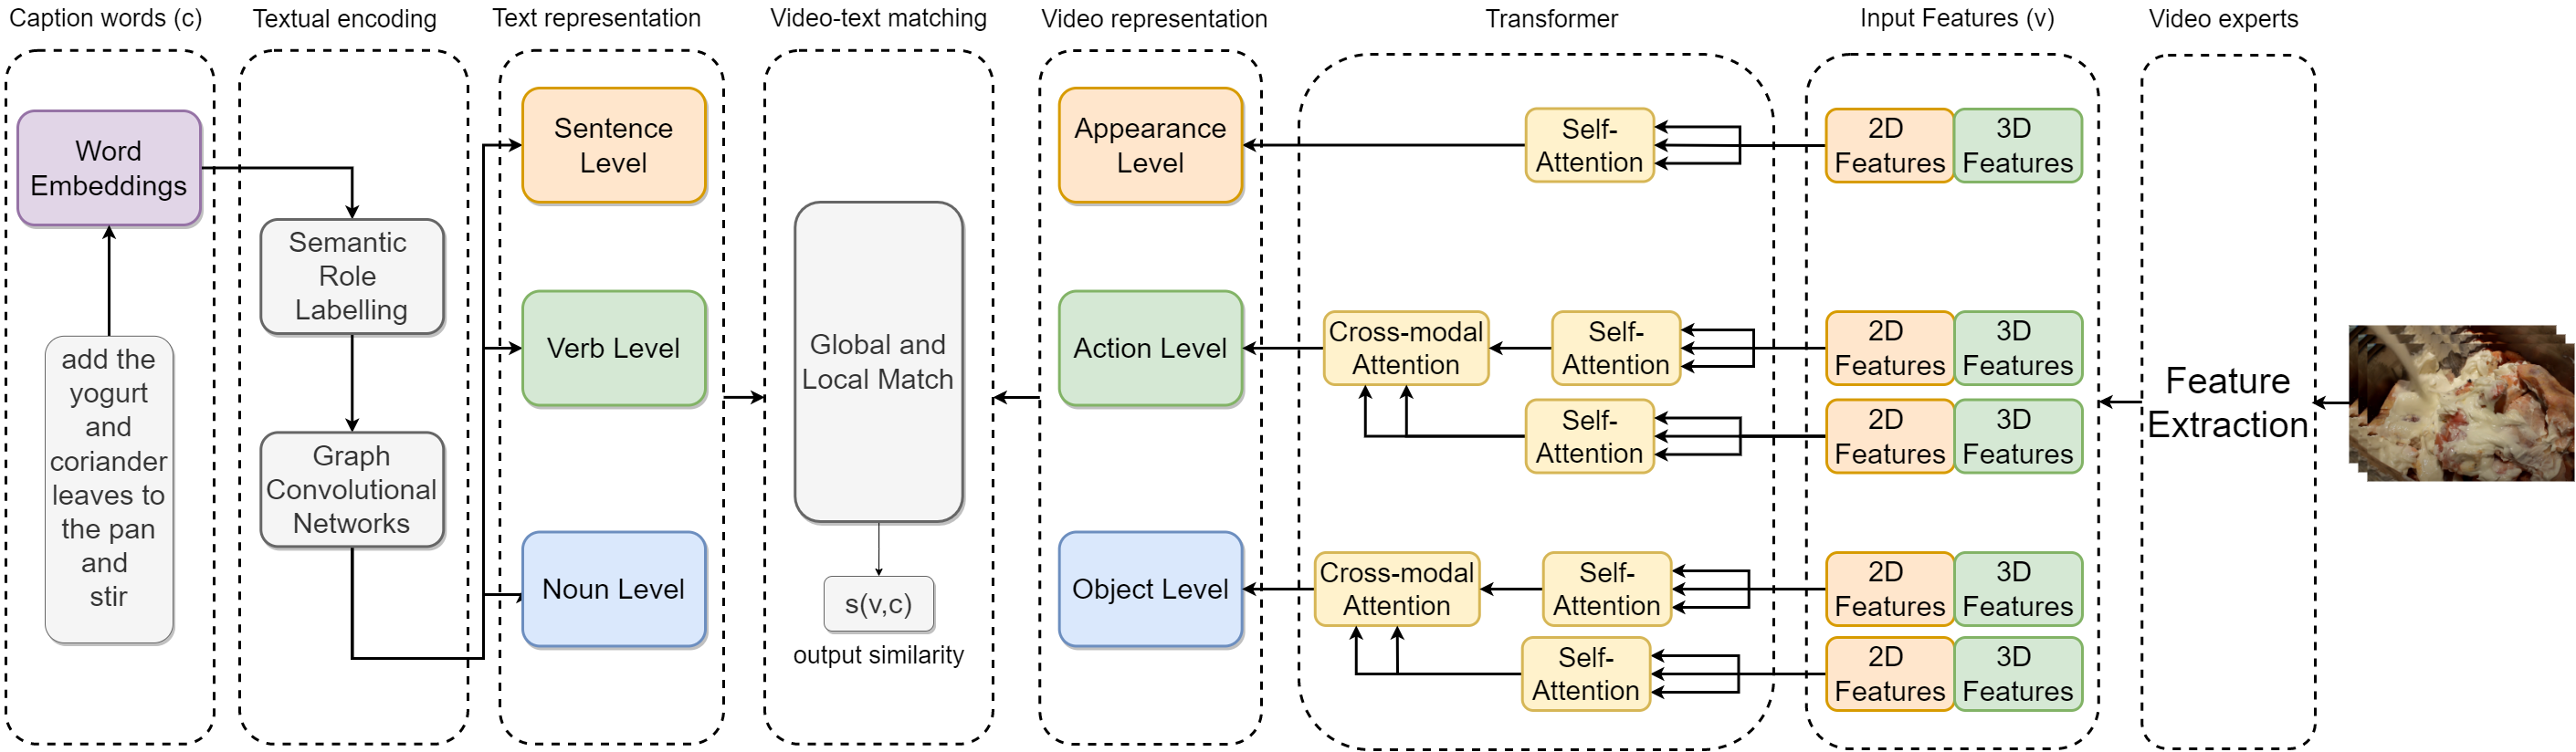 Caption words (c)
Textual encoding
Text representation
Video-text matching
Video representation
Transformer
Input Features (v)
Video experts
Word
Embeddings
add the
yogurt
and
coriander
leaves to
the pan
and
stir
Semantic
Role
Labelling
Graph
Convolutional
Networks
Sentence
Level
Verb Level
Noun Level
Global and
Local Match
s(v,c)
output similarity
Appearance
Level
Action Level
Object Level
Self-
Attention
Cross-modal
Attention
Self-
Attention
Self-
Attention
Cross-modal
Attention
Self-
Attention
Self-
Attention
2D
Features
3D
Features
2D
Features
3D
Features
2D
Features
3D
Features
2D
Features
3D
Features
2D
Features
3D
Features
Feature
Extraction